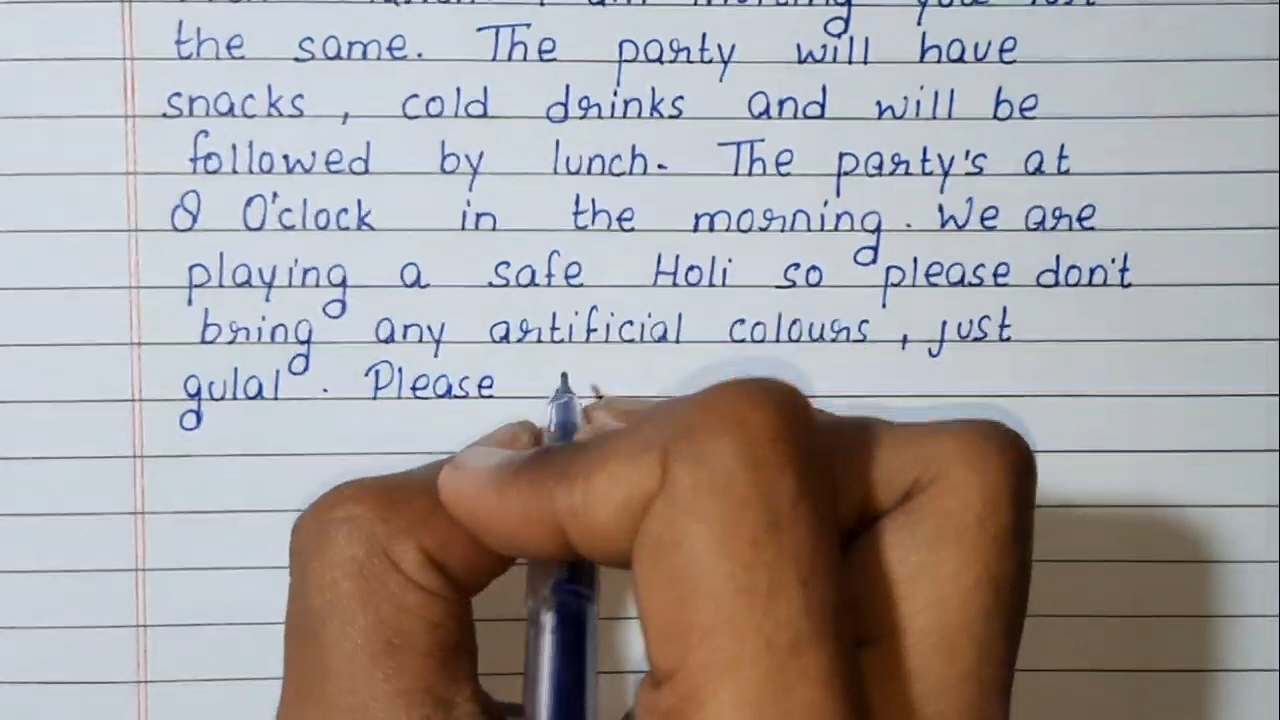 the same. The party will have
snacks, cold drinks and will be
followed by lunch. The party's at
8 O'clock in the morning. We are
playing a safe Holi so please don't
bring any artificial colours, just
gulal. Please